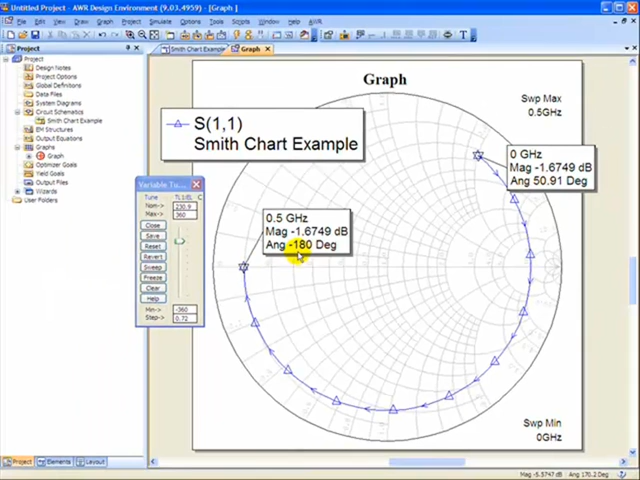 Untitled Project - AWR Design Environment (9.03.4959) - [Graph]
File Edit View Draw Graph Project Simulate Options Tools Scripts Window Help AWR
Project
Smith Chart Example
Graph
Project
Design Notes
Project Options
Global Definitions
Data Files
System Diagrams
Circuit Schematics
Smith Chart Example
EM Structures
Output Equations
Graphs
Graph
Optimizer Goals
Yield Goals
Output Files
Wizards
User Folders
Variable Tu...
Tune TL1/EL C
Nom-> 230.9
Max-> 360
Close
Save
Reset
Revert
Sweep
Freeze
Clear
Help
Min-> -360
Step-> 0.72
Graph
Swp Max
0.5GHz
S(1,1)
Smith Chart Example
0 GHz
Mag -1.6749 dB
Ang 50.91 Deg
0.5 GHz
Mag -1.6749 dB
Ang -180 Deg
Swp Min
0GHz
Project Elements Layout
Mag -5.5747 dB Ang 170.2 Deg